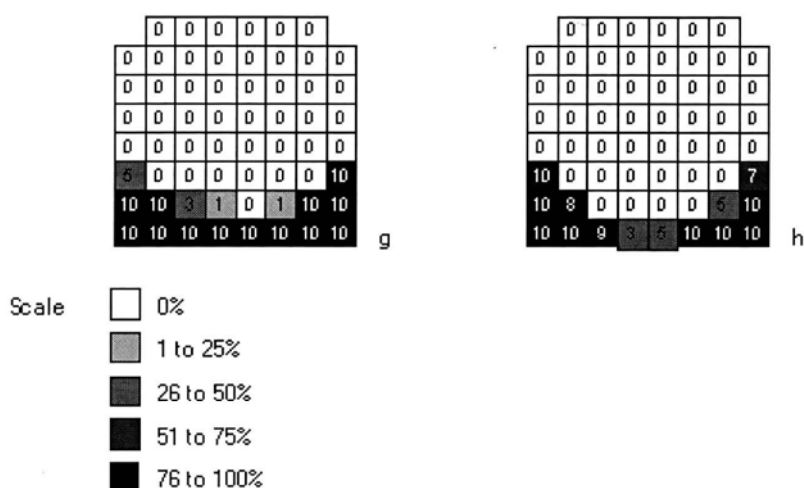 0 0 0 0 0 0
0 0 0 0 0 0 0 0
0 0 0 0 0 0 0 0
0 0 0 0 0 0 0 0
0 0 0 0 0 0 0 0
5 0 0 0 0 0 0 10
10 10 3 1 0 1 10 10
10 10 10 10 10 10 10 10
g
0 0 0 0 0 0
0 0 0 0 0 0 0 0
0 0 0 0 0 0 0 0
0 0 0 0 0 0 0 0
0 0 0 0 0 0 0 0
10 0 0 0 0 0 0 7
10 8 0 0 0 0 5 10
10 10 9 3 5 10 10 10
h
Scale
0%
1 to 25%
26 to 50%
51 to 75%
76 to 100%